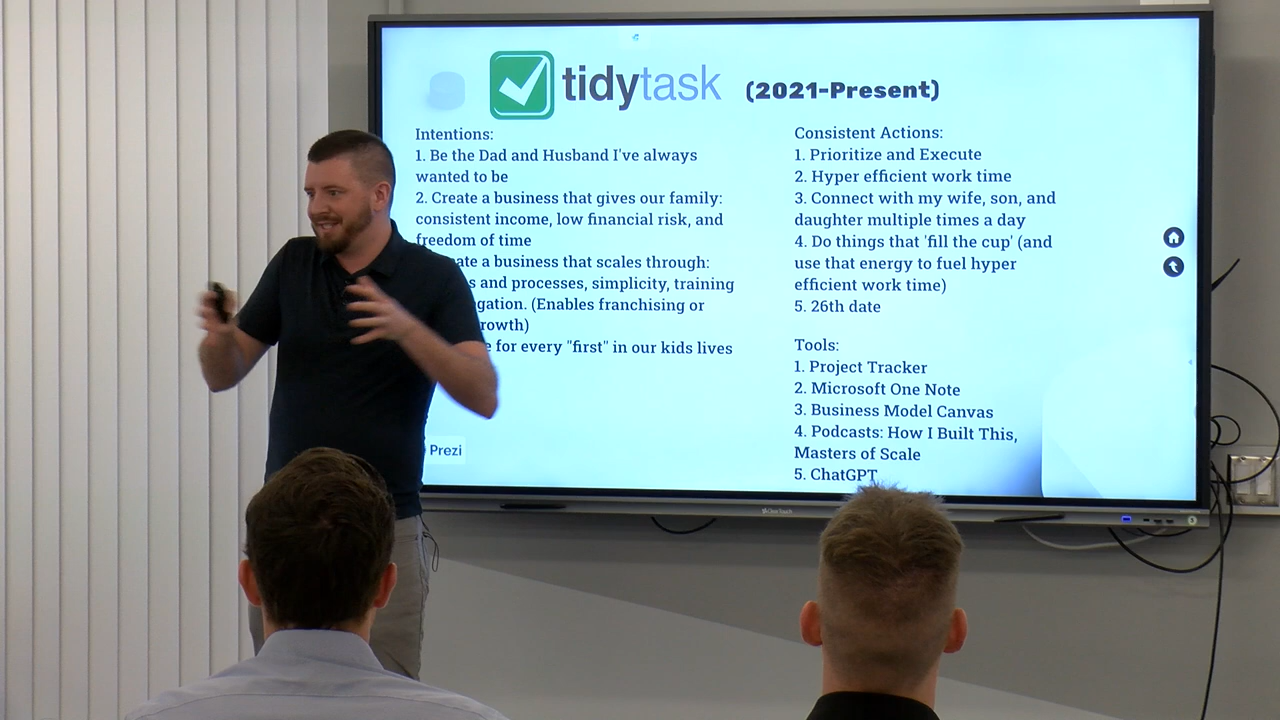 tidytask (2021-Present)
Intentions:
1. Be the Dad and Husband I've always
wanted to be
2. Create a business that gives our family:
consistent income, low financial risk, and
freedom of time
a business that scales through:
and processes, simplicity, training
(Enables franchising or
for every "first" in our kids lives
Prezi
Consistent Actions:
1. Prioritize and Execute
2. Hyper efficient work time
3. Connect with my wife, son, and
daughter multiple times a day
4. Do things that 'fill the cup' (and
use that energy to fuel hyper
efficient work time)
5. 26th date
Tools:
1. Project Tracker
2. Microsoft One Note
3. Business Model Canvas
4. Podcasts: How I Built This,
Masters of Scale
5. ChatGPT